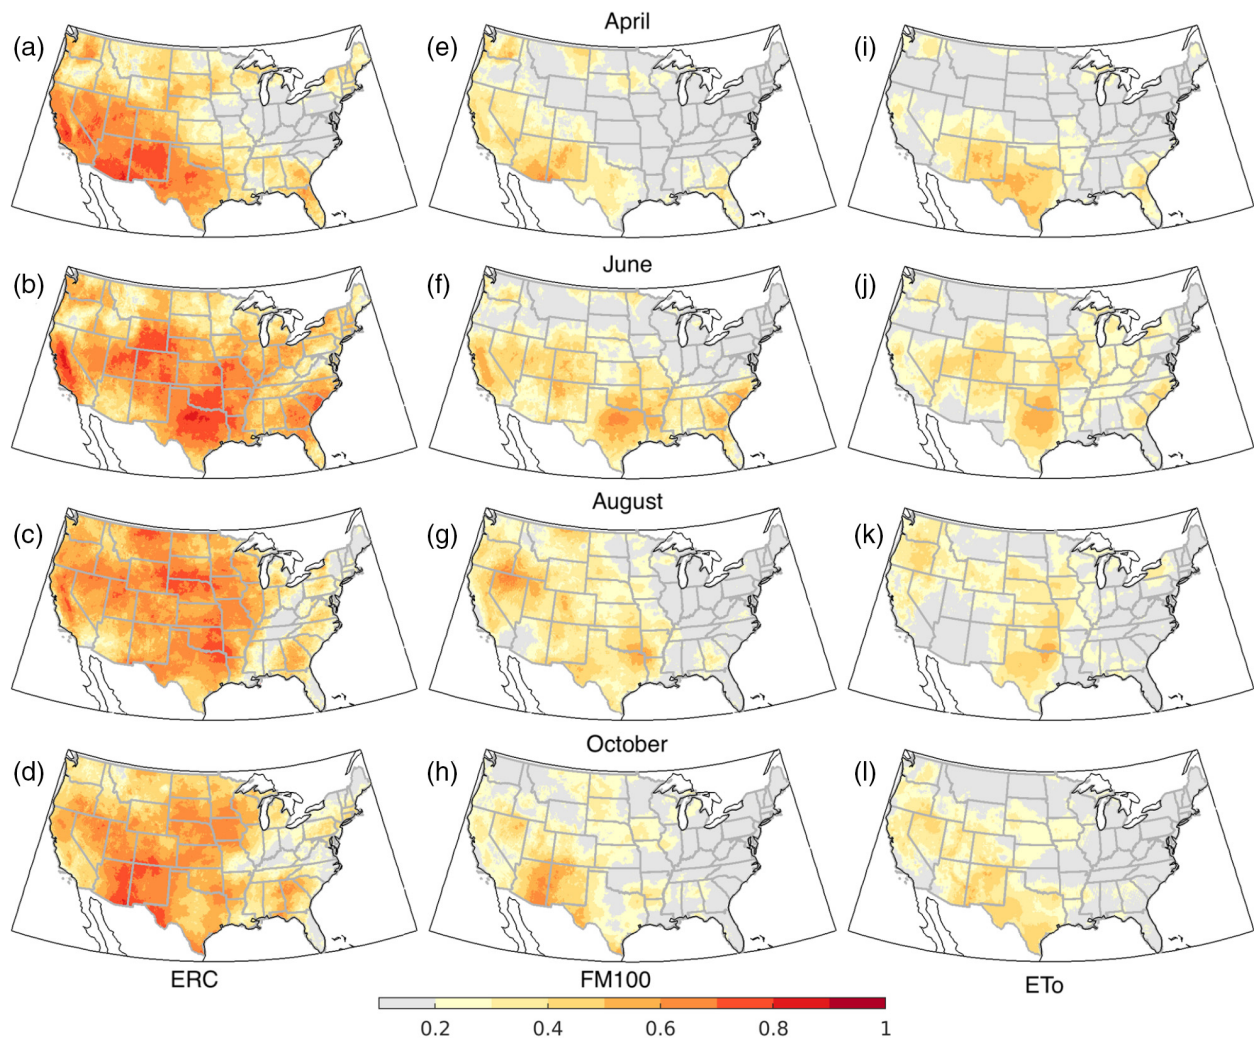 April
(a) (e) (i)
June
(b) (f) (j)
August
(c) (g) (k)
October
(d) (h) (l)
ERC FM100 ETo
0.2 0.4 0.6 0.8 1